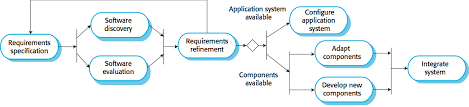 Requirements
specification
Software
discovery
Software
evaluation
Requirements
refinement
Application system
available
Configure
application
system
Components
available
Adapt
components
Develop new
components
Integrate
system